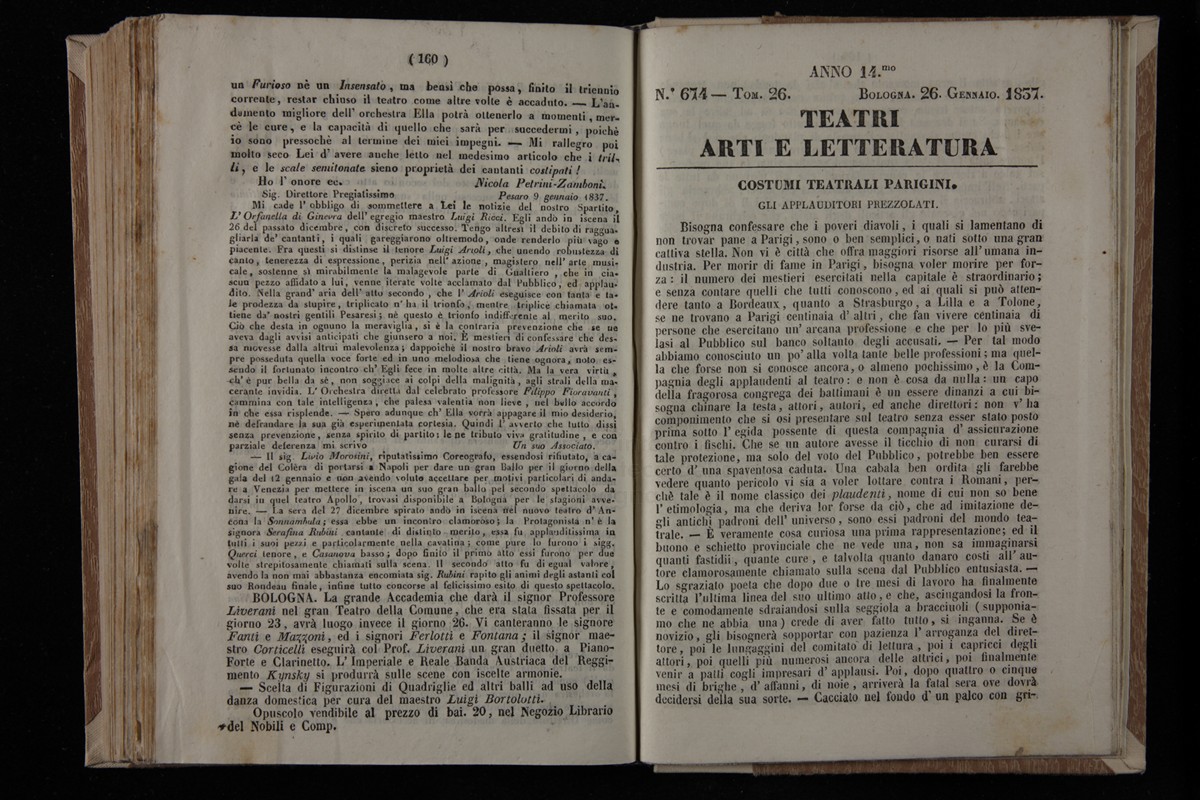 ( 160 )
un Furioso nè un Insensato , ma bensì che possa, finito il triennio
corrente, restar chiuso il teatro come altre volte è accaduto. — L'an-
damento migliore dell' orchestra Ella potrà ottenerlo a momenti, mer-
cè le cure, e la capacità di quello che sarà per succedermi, poichè
io sono pressochè al termine dei miei impegni. — Mi rallegro poi
molto seco Lei d' avere anche letto nel medesimo articolo che i tril-
li, e le scale semitonate sieno proprietà dei cantanti costipati !
Ho l' onore ec. Nicola Petrini-Zamboni.
Sig. Direttore Pregiatissimo Pesaro 9 gennaio 1837.
Mi cade l' obbligo di sommettere a Lei le notizie del nostro Spartito,
L' Orfanella di Ginevra dell' egregio maestro Luigi Ricci. Egli andò in iscena il
26 del passato dicembre, con discreto successo. Tengo altresì il debito di raggua-
gliarla de' cantanti, i quali gareggiarono oltremodo, onde renderlo più vago e
piacente. Fra questi si distinse il tenore Luigi Arioli, che unendo robustezza di
canto, tenerezza di espressione, perizia nell' azione, magistero nell' arte musi-
cale, sostenne sì mirabilmente la malagevole parte di Gualtiero , che in cia-
scun pezzo affidato a lui, venne iterate volte acclamato dal Pubblico, ed applau-
dito. Nella grand' aria dell' atto secondo, che l' Arioli eseguisce con tanta e ta-
le prodezza da stupire, triplicato n' ha il trionfo, mentre triplice chiamata ot-
tiene da' nostri gentili Pesaresi; nè questo è trionfo indifferente al merito suo.
Ciò che desta in ognuno la meraviglia, si è la contraria prevenzione che se ne
aveva dagli avvisi anticipati che giunsero a noi. È mestieri di confessare che des-
sa movesse dalla altrui malevolenza; dappoichè il nostro bravo Arioli avrà sem-
pre posseduta quella voce forte ed in uno melodiosa che tiene ognora, noto es-
sendo il fortunato incontro ch' Egli fece in molte altre città. Ma la vera virtù,
ch' è pur bella da sè, non soggiace ai colpi della malignità, agli strali della ma-
cerante invidia. L' Orchestra diretta dal celebrato professore Filippo Fioravanti ,
cammina con tale intelligenza, che palesa valentia non lieve , nel bello accordo
in che essa risplende. — Spero adunque ch' Ella vorrà appagare il mio desiderio,
nè defrandare la sua già esperimentata cortesia. Quindi l' avverto che tutto dissi
senza prevenzione, senza spirito di partito: le ne tributo viva gratitudine , e con
parziale deferenza mi scrivo Un suo Associato.
— Il sig. Livio Morosini, riputatissimo Coreografo, essendosi rifiutato, a ca-
gione del Colèra di portarsi a Napoli per dare un gran Ballo per il giorno della
gala del 12 gennaio e non avendo voluto accettare per motivi particolari di anda-
re a Venezia per mettere in iscena un suo gran ballo pel secondo spettacolo da
darsi in quel teatro Apollo, trovasi disponibile a Bologna per le stagioni avve-
nire. — La sera del 27 dicembre spirato andò in iscena nel nuovo teatro d' An-
cona la Sonnambula; essa ebbe un incontro clamoroso; la Protagonista n' è la
signora Serafina Rubini cantante di distinto merito, essa fu applauditissima in
tutti i suoi pezzi e particolarmente nella cavatina; come pure lo furono i sigg.
Querci tenore , e Casanova basso; dopo finito il primo atto essi furono per due
volte strepitosamente chiamati sulla scena. Il secondo atto fu di egual valore,
avendo la non mai abbastanza encomiata sig. Rubini rapito gli animi degli astanti col
suo Rondeau finale, infine tutto concorse al felicissimo esito di questo spettacolo.
BOLOGNA. La grande Accademia che darà il signor Professore
Liverani nel gran Teatro della Comune, che era stata fissata per il
giorno 23, avrà luogo invece il giorno 26. Vi canteranno le signore
Fanti e Mazzoni, ed i signori Ferlotti e Fontana ; il signor mae-
stro Corticelli eseguirà col Prof. Liverani un gran duetto a Piano-
Forte e Clarinetto. L' Imperiale e Reale Banda Austriaca del Reggi-
mento Kynsky si produrrà sulle scene con iscelte armonie.
— Scelta di Figurazioni di Quadriglie ed altri balli ad uso della
danza domestica per cura del maestro Luigi Bortolotti.
Opuscolo vendibile al prezzo di bai. 20, nel Negozio Librario
del Nobili e Comp.
ANNO 14.mo
N.° 674 — Tom. 26. Bologna. 26. Gennaio. 1837.
TEATRI
ARTI E LETTERATURA
COSTUMI TEATRALI PARIGINI.
GLI APPLAUDITORI PREZZOLATI.
Bisogna confessare che i poveri diavoli, i quali si lamentano di
non trovar pane a Parigi, sono o ben semplici, o nati sotto una gran
cattiva stella. Non vi è città che offra maggiori risorse all' umana in-
dustria. Per morir di fame in Parigi, bisogna voler morire per for-
za : il numero dei mestieri esercitati nella capitale è straordinario ;
e senza contare quelli che tutti conoscono, ed ai quali si può atten-
dere tanto a Bordeaux, quanto a Strasburgo, a Lilla e a Tolone,
se ne trovano a Parigi centinaia d' altri, che fan vivere centinaia di
persone che esercitano un' arcana professione e che per lo più sve-
lasi al Pubblico sul banco soltanto degli accusati. — Per tal modo
abbiamo conosciuto un po' alla volta tante belle professioni : ma quel-
la che forse non si conosce ancora, o almeno pochissimo, è la Com-
pagnia degli applaudenti al teatro : e non è cosa da nulla : un capo
della fragorosa congrega dei battimani è un essere dinanzi a cui bi-
sogna chinare la testa, attori, autori, ed anche direttori : non v' ha
componimento che si osi presentare sul teatro senza esser stato posto
prima sotto l' egida possente di questa compagnia d' assicurazione
contro i fischi. Che se un autore avesse il ticchio di non curarsi di
tale protezione, ma solo del voto del Pubblico, potrebbe ben essere
certo d' una spaventosa caduta. Una cabala ben ordita gli farebbe
vedere quanto pericolo vi sia a voler lottare contra i Romani, per-
chè tale è il nome classico dei plaudenti, nome di cui non so bene
l' etimologia, ma che deriva lor forse da ciò, che ad imitazione de-
gli antichi padroni dell' universo, sono essi padroni del mondo tea-
trale. — È veramente cosa curiosa una prima rappresentazione; ed il
buono e schietto provinciale che ne vede una, non sa immaginarsi
quanti fastidii, quante cure, e talvolta quanto danaro costi all' au-
tore clamorosamente chiamato sulla scena dal Pubblico entusiasta. —
Lo sgraziato poeta che dopo due o tre mesi di lavoro ha finalmente
scritta l'ultima linea del suo ultimo atto, e che, ascingandosi la fron-
te e comodamente sdraiandosi sulla seggiola a bracciuoli ( supponia-
mo che ne abbia una ) crede di aver fatto tutto, si inganna. Se è
novizio, gli bisognerà sopportar con pazienza l' arroganza del diret-
tore, poi le lungaggini del comitato di lettura , poi i capricci degli
attori, poi quelli più numerosi ancora delle attrici, poi finalmente
venir a patti cogli impresari d' applausi. Poi, dopo quattro o cinque
mesi di brighe, d' affanni, di noie, arriverà la fatal sera ove dovrà
decidersi della sua sorte. — Cacciato nel fondo d' un palco con gri-